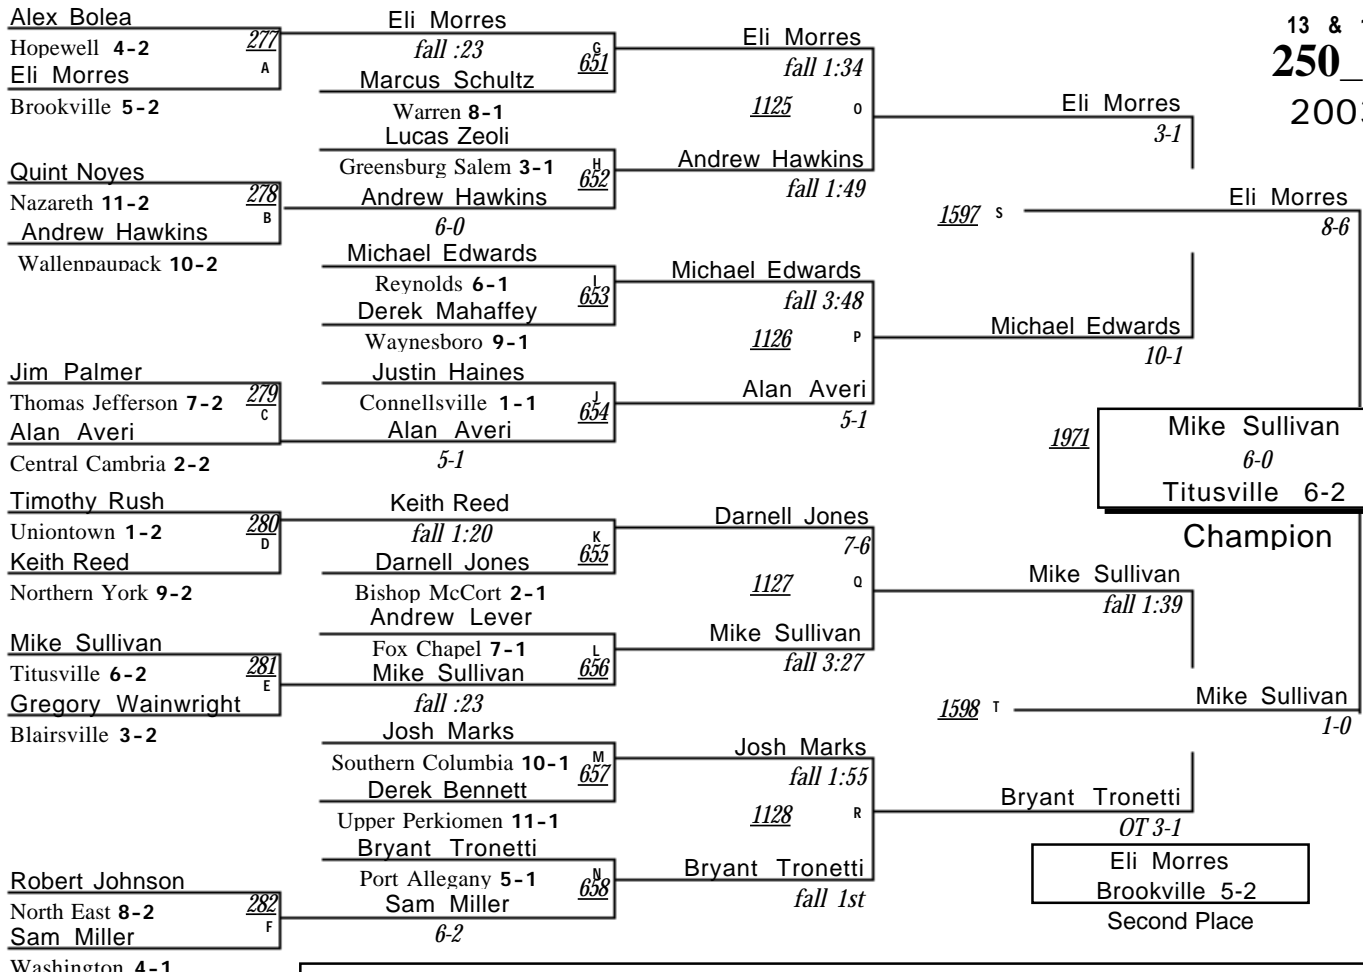 Alex Bolea
Hopewell 4-2
277
A
Eli Morres
Brookville 5-2
Quint Noyes
Nazareth 11-2
278
B
Andrew Hawkins
Wallenpaupack 10-2
Jim Palmer
Thomas Jefferson 7-2
279
C
Alan Averi
Central Cambria 2-2
Timothy Rush
Uniontown 1-2
280
D
Keith Reed
Northern York 9-2
Mike Sullivan
Titusville 6-2
281
E
Gregory Wainwright
Blairsville 3-2
Robert Johnson
North East 8-2
282
F
Sam Miller
Washington 4-1
Eli Morres
fall :23
G
651
Marcus Schultz
Warren 8-1
Lucas Zeoli
Greensburg Salem 3-1
H
652
Andrew Hawkins
6-0
Michael Edwards
Reynolds 6-1
I
653
Derek Mahaffey
Waynesboro 9-1
Justin Haines
Connellsville 1-1
J
654
Alan Averi
5-1
Keith Reed
fall 1:20
K
655
Darnell Jones
Bishop McCort 2-1
Andrew Lever
Fox Chapel 7-1
L
656
Mike Sullivan
fall :23
Josh Marks
Southern Columbia 10-1
M
657
Derek Bennett
Upper Perkiomen 11-1
Bryant Tronetti
Port Allegany 5-1
N
658
Sam Miller
6-2
Eli Morres
fall 1:34
1125 O
Andrew Hawkins
fall 1:49
Michael Edwards
fall 3:48
1126 P
Alan Averi
5-1
Darnell Jones
7-6
1127 Q
Mike Sullivan
fall 3:27
Josh Marks
fall 1:55
1128 R
Bryant Tronetti
fall 1st
Eli Morres
3-1
1597 S
Michael Edwards
10-1
Mike Sullivan
fall 1:39
1598 T
Bryant Tronetti
OT 3-1
13 &
250_
200
Eli Morres
8-6
1971
Mike Sullivan
6-0
Titusville 6-2
Champion
Mike Sullivan
1-0
Eli Morres
Brookville 5-2
Second Place